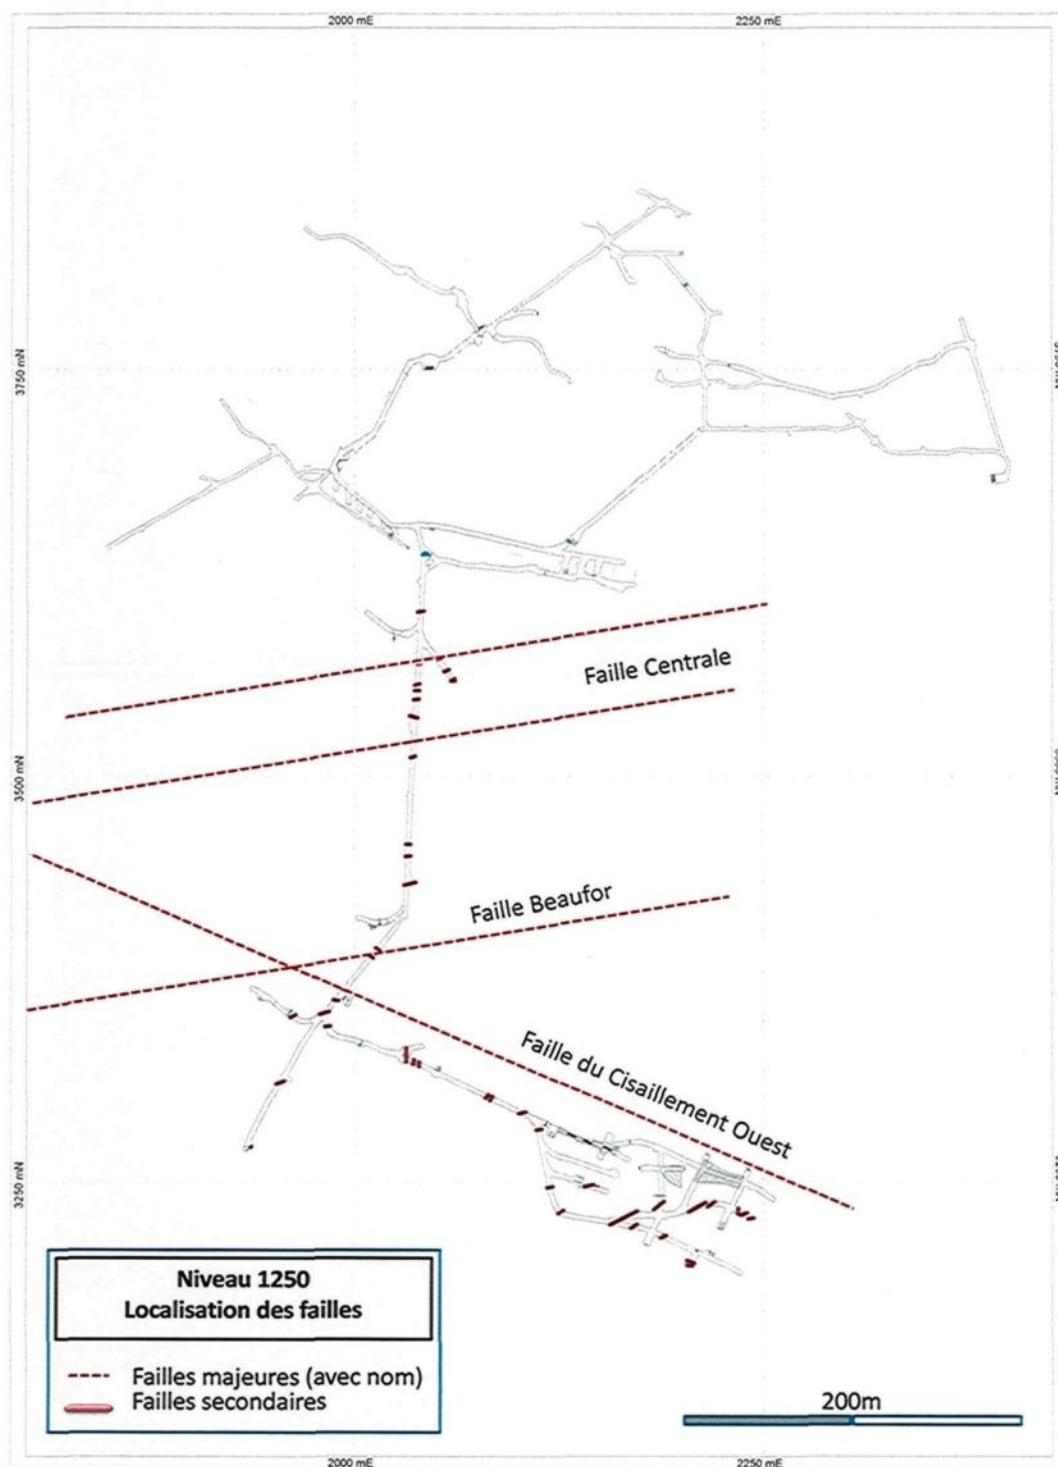 2000 mE
2250 mE
3750 mN
Faille Centrale
3500 mN
Faille Beaufor
Faille du Cisaillement Ouest
3250 mN
Niveau 1250
Localisation des failles
Failles majeures (avec nom)
Failles secondaires
200m
2000 mE
2250 mE